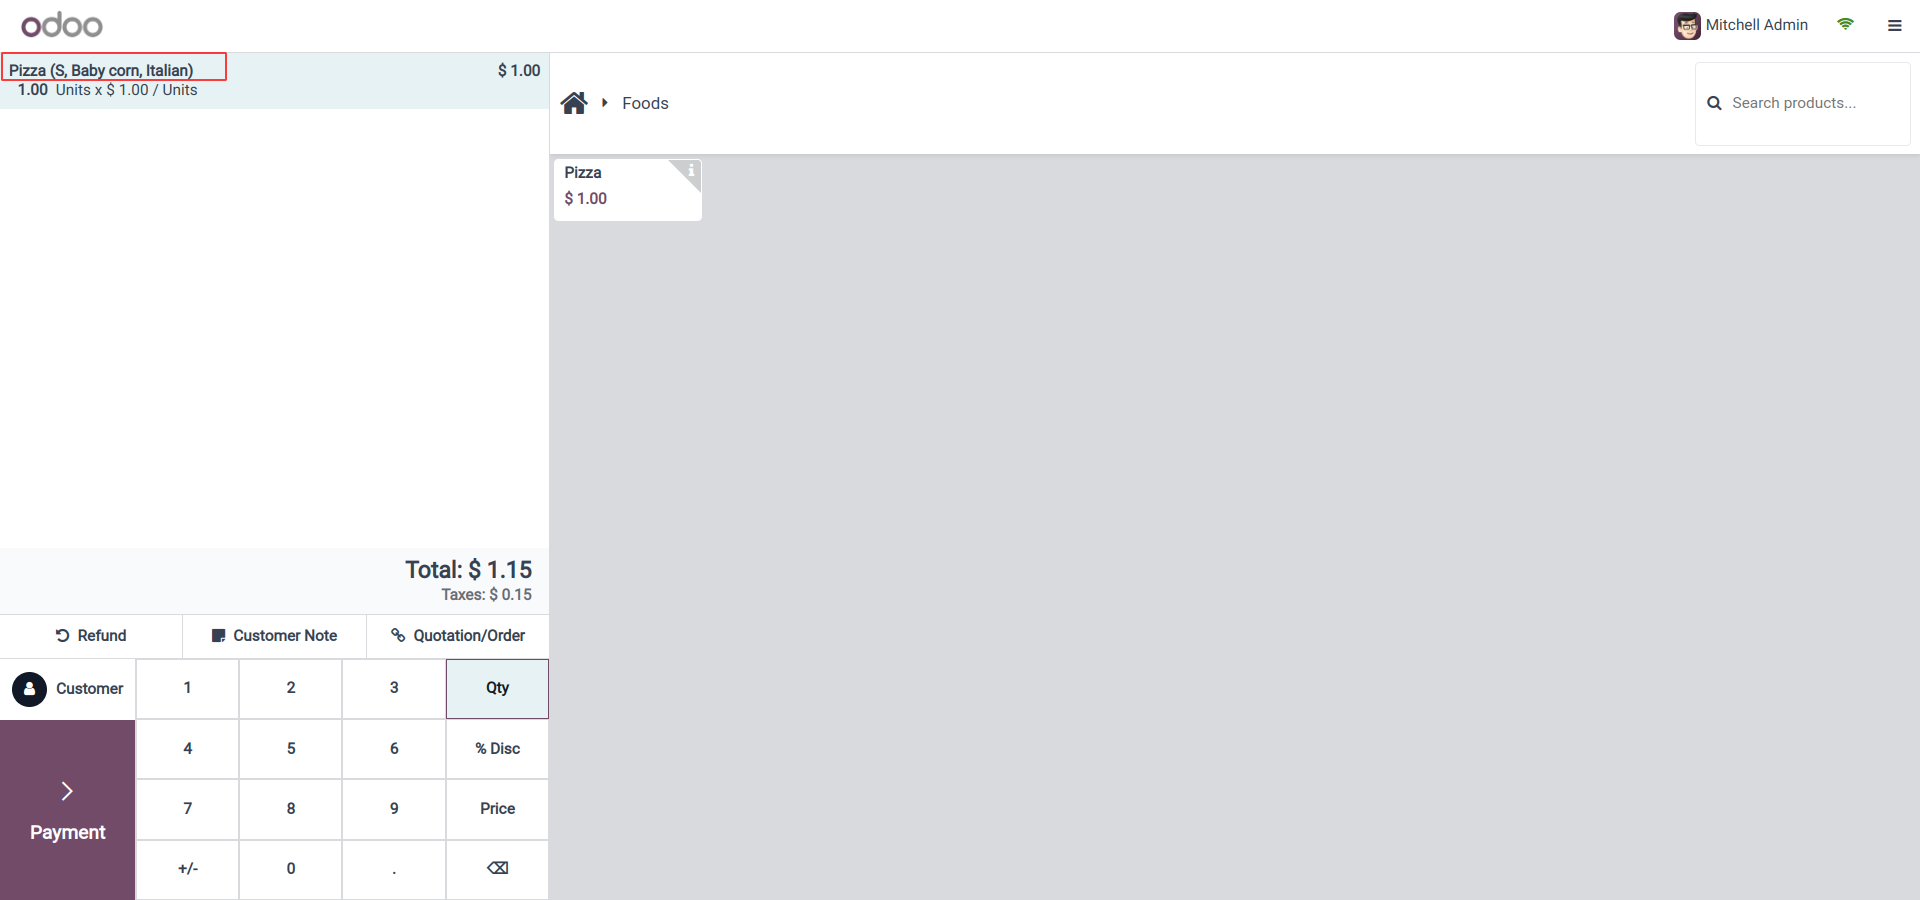 odoo
Mitchell Admin
Pizza (S, Baby corn, Italian) $ 1.00
1.00 Units x $ 1.00 / Units
Foods
Search products...
Pizza
$ 1.00
Total: $ 1.15
Taxes: $ 0.15
Refund Customer Note Quotation/Order
Customer 1 2 3 Qty
4 5 6 % Disc
7 8 9 Price
Payment
+/- 0 . ⌫